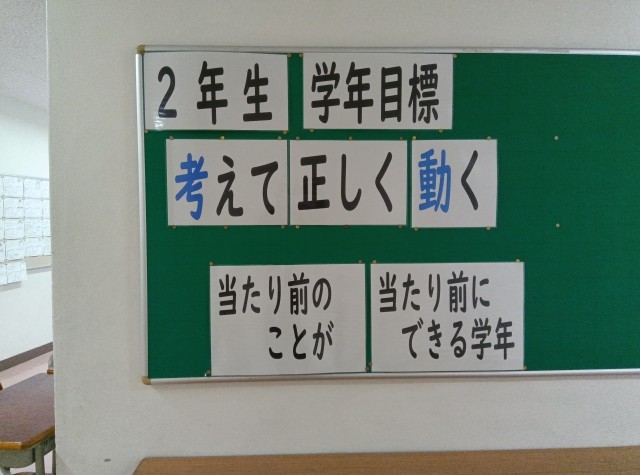 2年生 学年目標
考えて正しく動く
当たり前の
ことが
当たり前に
できる学年